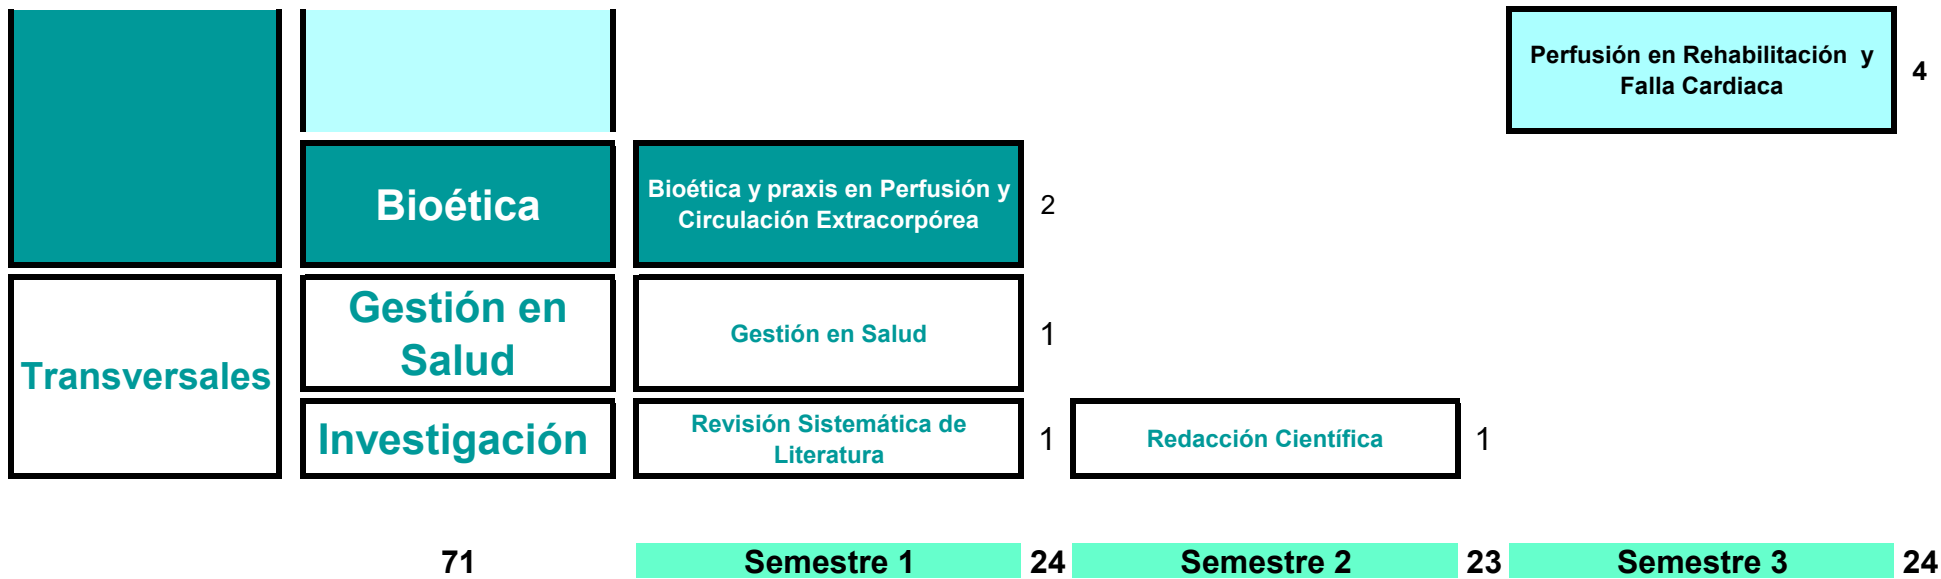 Perfusión en Rehabilitación y
Falla Cardiaca
4
Bioética
Bioética y praxis en Perfusión y
Circulación Extracorpórea
2
Transversales
Gestión en
Salud
Gestión en Salud
1
Investigación
Revisión Sistemática de
Literatura
1
Redacción Científica
1
71
Semestre 1
24
Semestre 2
23
Semestre 3
24